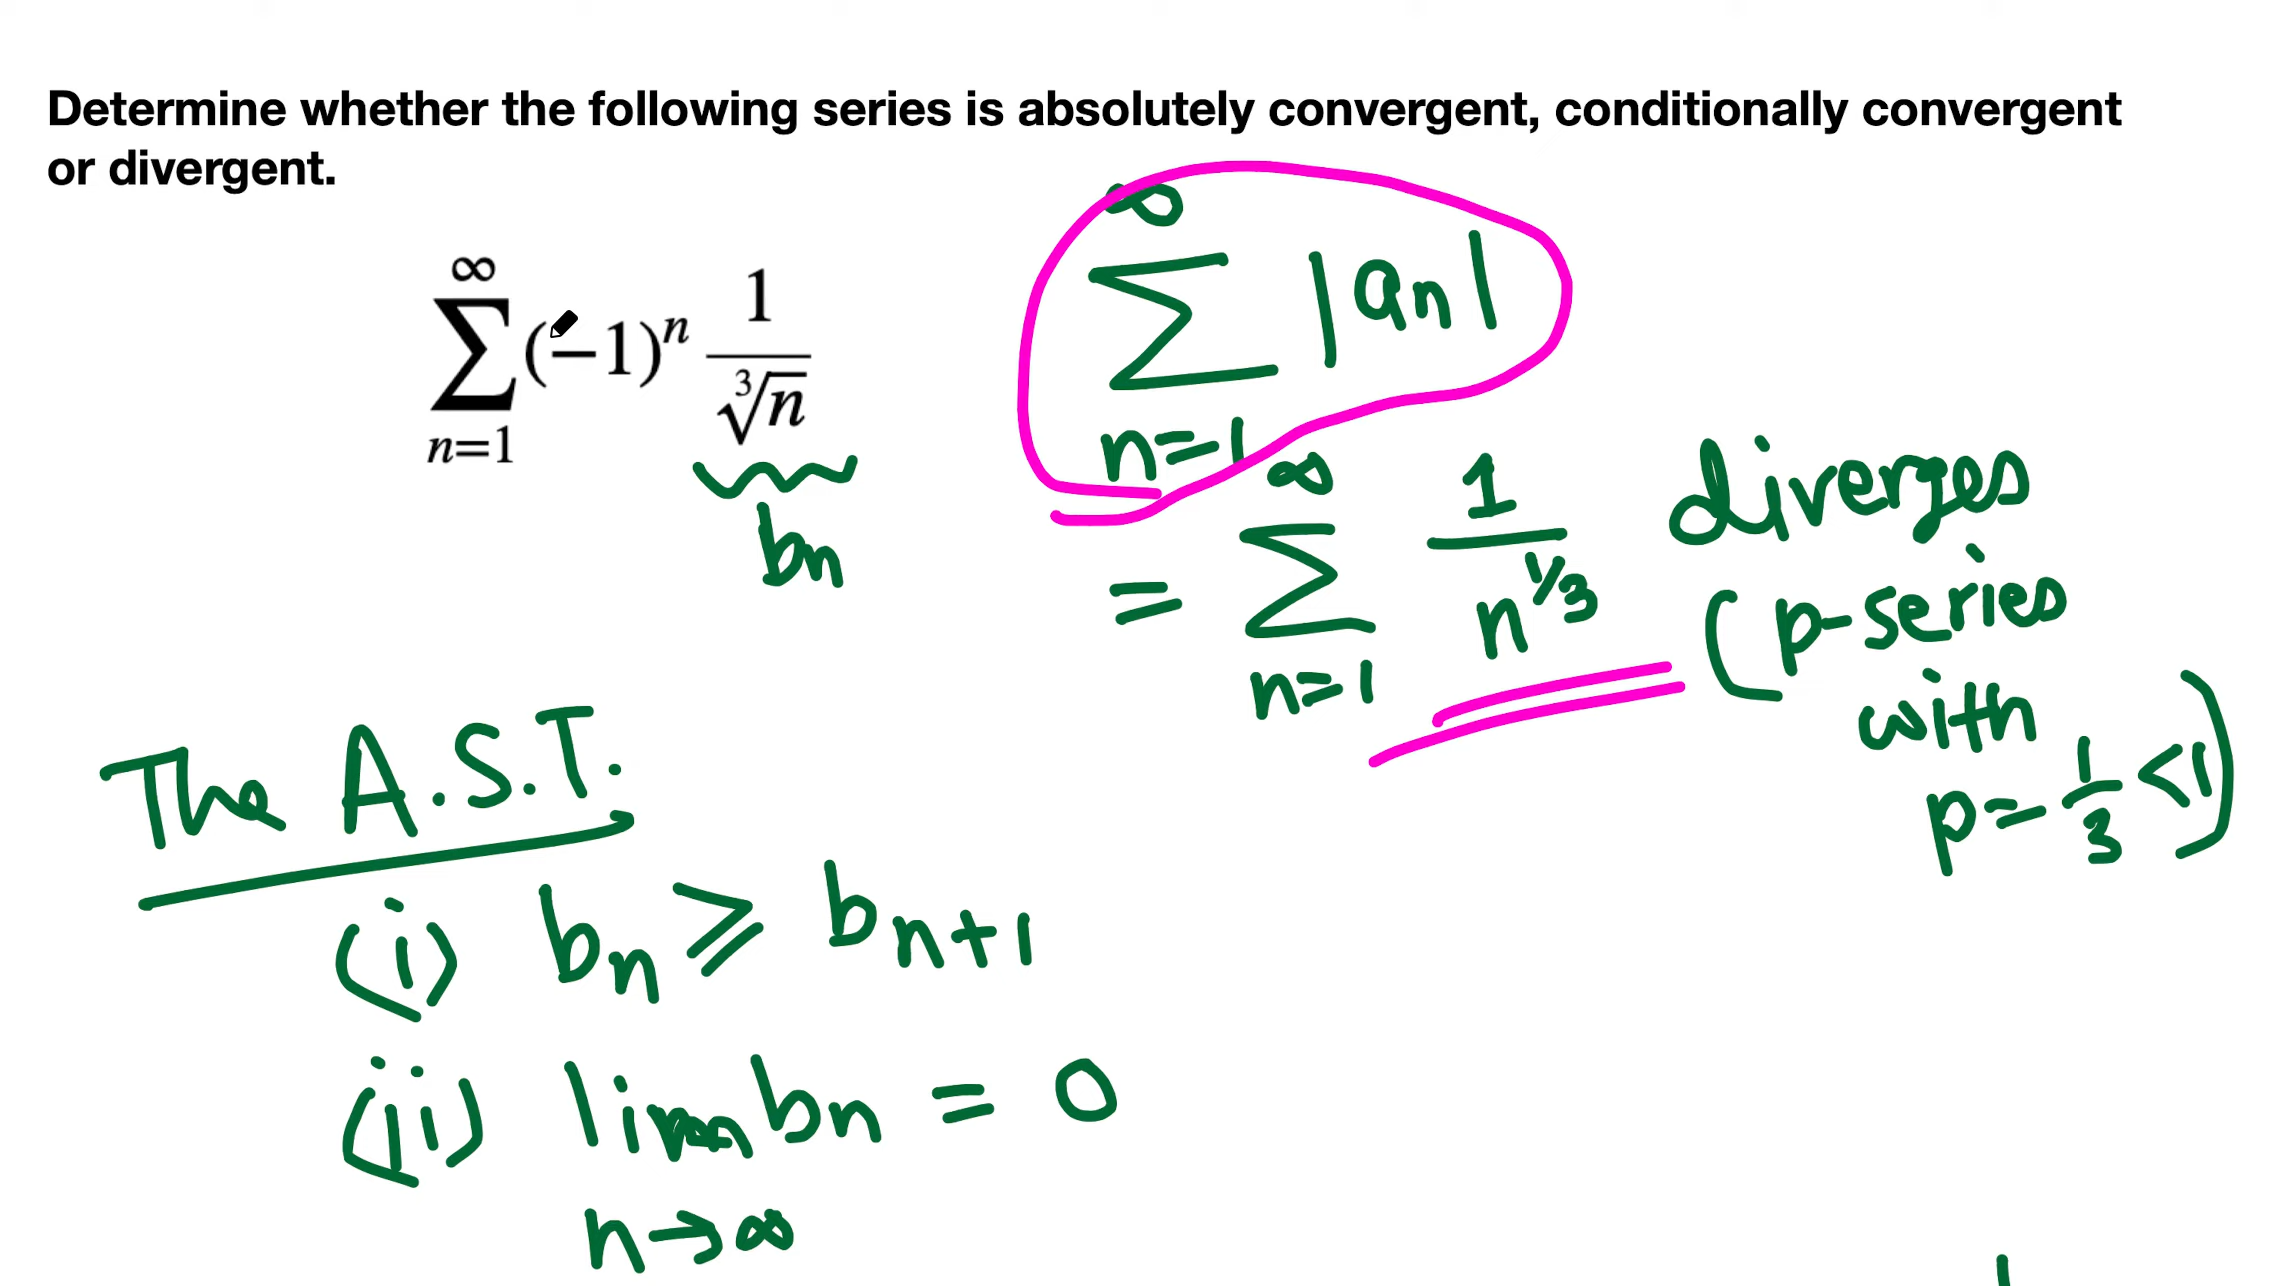 Determine whether the following series is absolutely convergent, conditionally convergent
or divergent.
∞
∑ (−1)ⁿ 1/∛n
n=1
bn
∞
∑ |an|
n=1
∞
= ∑ 1/n^1/3
n=1
diverges
(p-series
with
p=1/3<1)
The A.S.T.
(i) bn ⩾ bn+1
(ii) lim bn = 0
n→∞